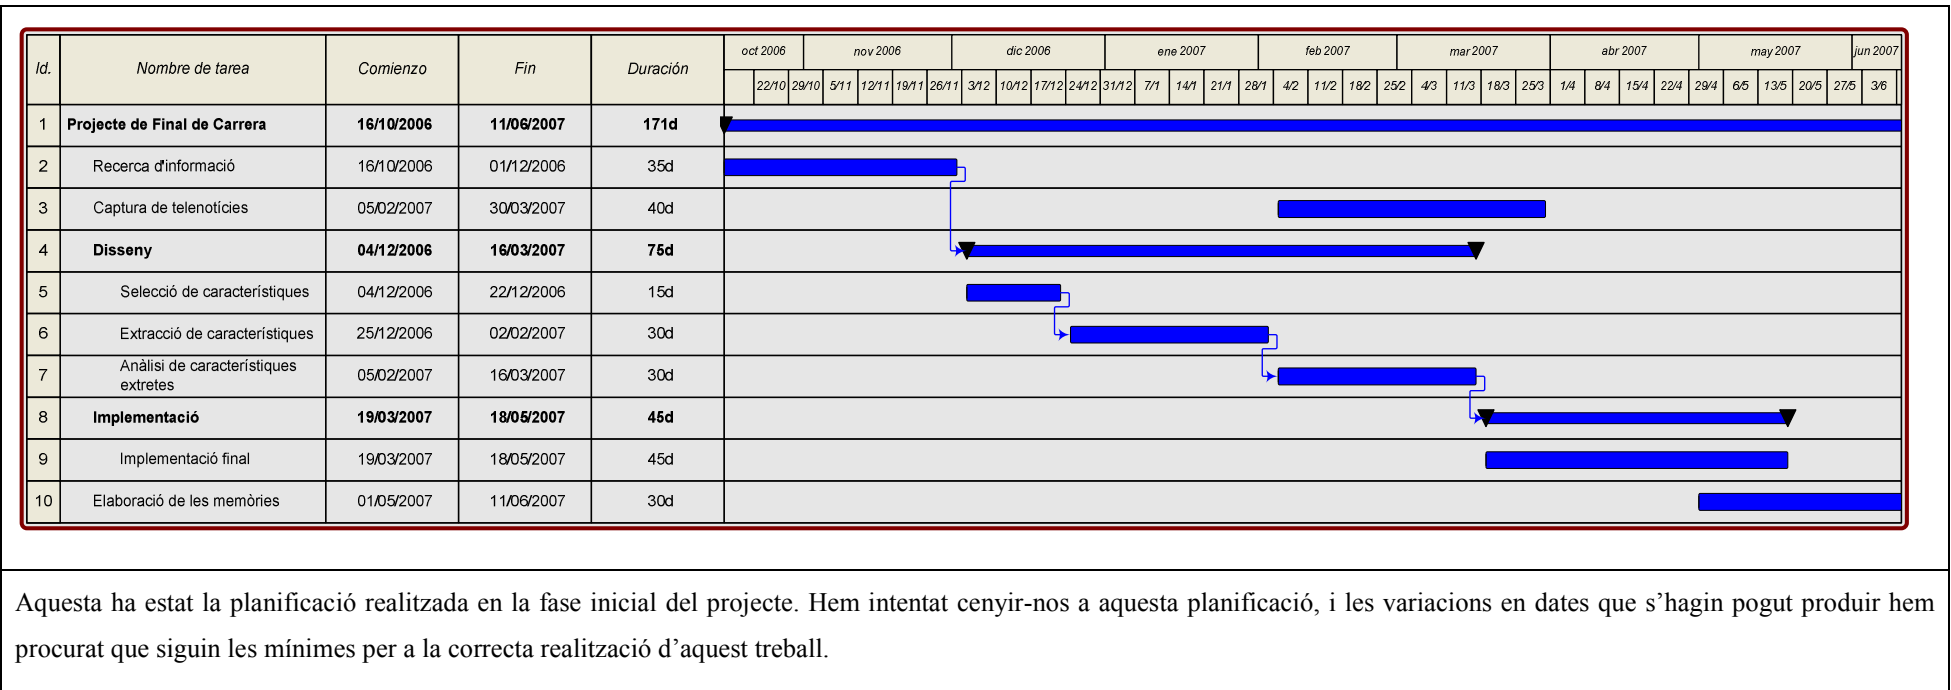 Id. Nombre de tarea Comienzo Fin Duración oct 2006 nov 2006 dic 2006 ene 2007 feb 2007 mar 2007 abr 2007 may 2007 jun 2007
22/10 29/10 5/11 12/11 19/11 26/11 3/12 10/12 17/12 24/12 31/12 7/1 14/1 21/1 28/1 4/2 11/2 18/2 25/2 4/3 11/3 18/3 25/3 1/4 8/4 15/4 22/4 29/4 6/5 13/5 20/5 27/5 3/6
1 Projecte de Final de Carrera 16/10/2006 11/06/2007 171d
2 Recerca d'informació 16/10/2006 01/12/2006 35d
3 Captura de telenotícies 05/02/2007 30/03/2007 40d
4 Disseny 04/12/2006 16/03/2007 75d
5 Selecció de característiques 04/12/2006 22/12/2006 15d
6 Extracció de característiques 25/12/2006 02/02/2007 30d
7 Anàlisi de característiques
extretes 05/02/2007 16/03/2007 30d
8 Implementació 19/03/2007 18/05/2007 45d
9 Implementació final 19/03/2007 18/05/2007 45d
10 Elaboració de les memòries 01/05/2007 11/06/2007 30d
Aquesta ha estat la planificació realitzada en la fase inicial del projecte. Hem intentat cenyir-nos a aquesta planificació, i les variacions en dates que s’hagin pogut produir hem
procurat que siguin les mínimes per a la correcta realització d’aquest treball.